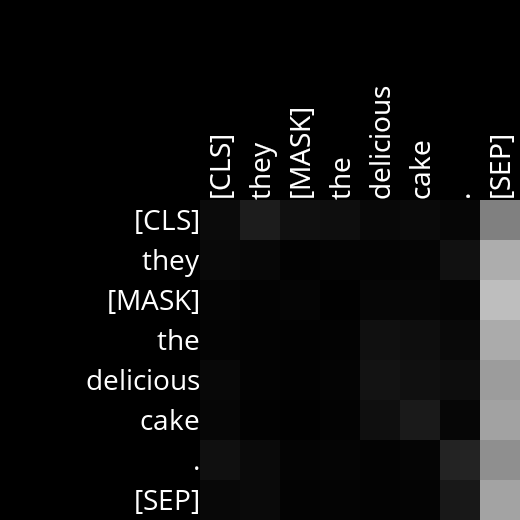 [CLS] they [MASK] the delicious cake . [SEP]
[CLS]
they
[MASK]
the
delicious
cake
.
[SEP]